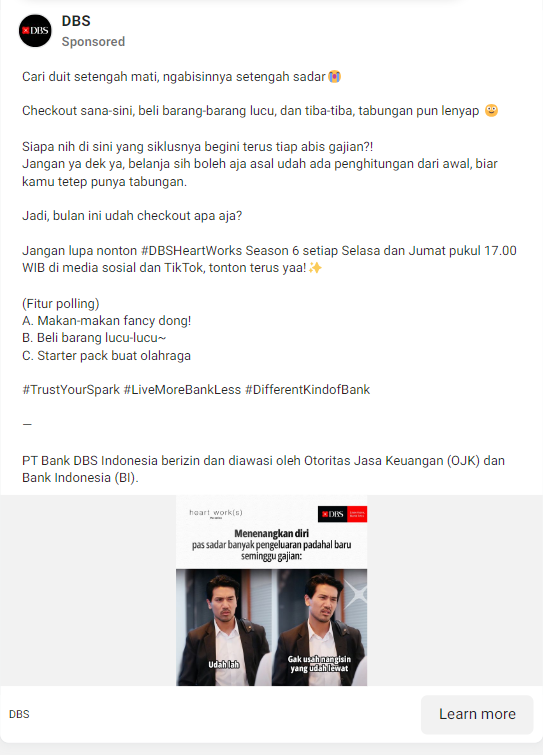 DBS
Sponsored
Cari duit setengah mati, ngabisinnya setengah sadar😭
Checkout sana-sini, beli barang-barang lucu, dan tiba-tiba, tabungan pun lenyap 😳
Siapa nih di sini yang siklusnya begini terus tiap abis gajian?!
Jangan ya dek ya, belanja sih boleh aja asal udah ada penghitungan dari awal, biar
kamu tetep punya tabungan.
Jadi, bulan ini udah checkout apa aja?
Jangan lupa nonton #DBSHeartWorks Season 6 setiap Selasa dan Jumat pukul 17.00
WIB di media sosial dan TikTok, tonton terus yaa!✨
(Fitur polling)
A. Makan-makan fancy dong!
B. Beli barang lucu-lucu~
C. Starter pack buat olahraga
#TrustYourSpark #LiveMoreBankLess #DifferentKindofBank
—
PT Bank DBS Indonesia berizin dan diawasi oleh Otoritas Jasa Keuangan (OJK) dan
Bank Indonesia (BI).
heart work(s)
DBS
Menenangkan diri
pas sadar banyak pengeluaran padahal baru
seminggu gajian:
Udah lah
Gak usah nangisin
yang udah lewat
DBS
Learn more